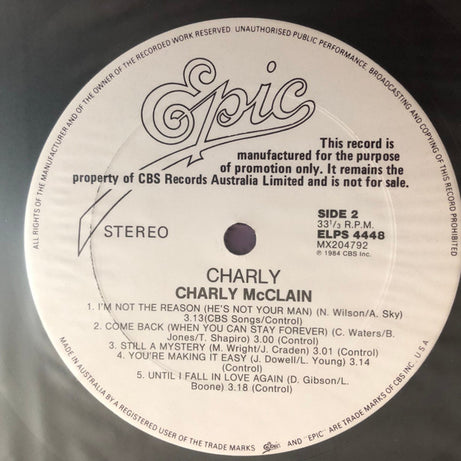 ALL RIGHTS OF THE MANUFACTURER AND OF THE OWNER OF THE RECORDED WORK RESERVED. UNAUTHORISED PUBLIC PERFORMANCE, BROADCASTING AND COPYING OF THIS RECORD PROHIBITED
Epic
This record is
manufactured for the purpose
of promotion only. It remains the
property of CBS Records Australia Limited and is not for sale.
STEREO
SIDE 2
33 1/3 R.P.M.
ELPS 4448
MX204792
℗ 1984 CBS Inc.
CHARLY
CHARLY McCLAIN
1. I'M NOT THE REASON (HE'S NOT YOUR MAN) (N. Wilson/A. Sky)
3.13(CBS Songs/Control)
2. COME BACK (WHEN YOU CAN STAY FOREVER) (C. Waters/B.
Jones/T. Shapiro) 3.00 (Control)
3. STILL A MYSTERY (M. Wright/J. Craden) 3.01 (Control)
4. YOU'RE MAKING IT EASY (J. Dowell/L. Young) 3.14
(Control)
5. UNTIL I FALL IN LOVE AGAIN (D. Gibson/L.
Boone) 3.18 (Control)
MADE IN AUSTRALIA BY A REGISTERED USER OF THE TRADE MARKS Epic AND "EPIC" ARE TRADE MARKS OF CBS INC. U.S.A.